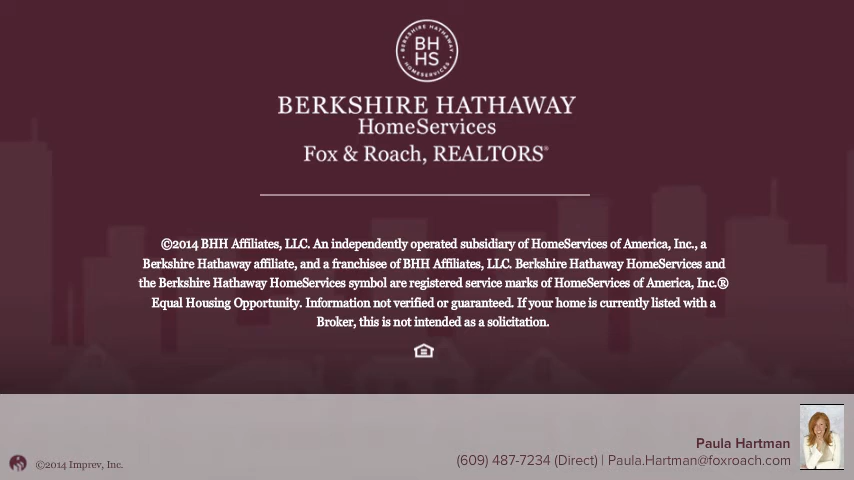 BERKSHIRE HATHAWAY
BH
HS
HOMESERVICES
BERKSHIRE HATHAWAY
HomeServices
Fox & Roach, REALTORS®
©2014 BHH Affiliates, LLC. An independently operated subsidiary of HomeServices of America, Inc., a
Berkshire Hathaway affiliate, and a franchisee of BHH Affiliates, LLC. Berkshire Hathaway HomeServices and
the Berkshire Hathaway HomeServices symbol are registered service marks of HomeServices of America, Inc.®
Equal Housing Opportunity. Information not verified or guaranteed. If your home is currently listed with a
Broker, this is not intended as a solicitation.
Paula Hartman
(609) 487-7234 (Direct) | Paula.Hartman@foxroach.com
©2014 Imprev, Inc.